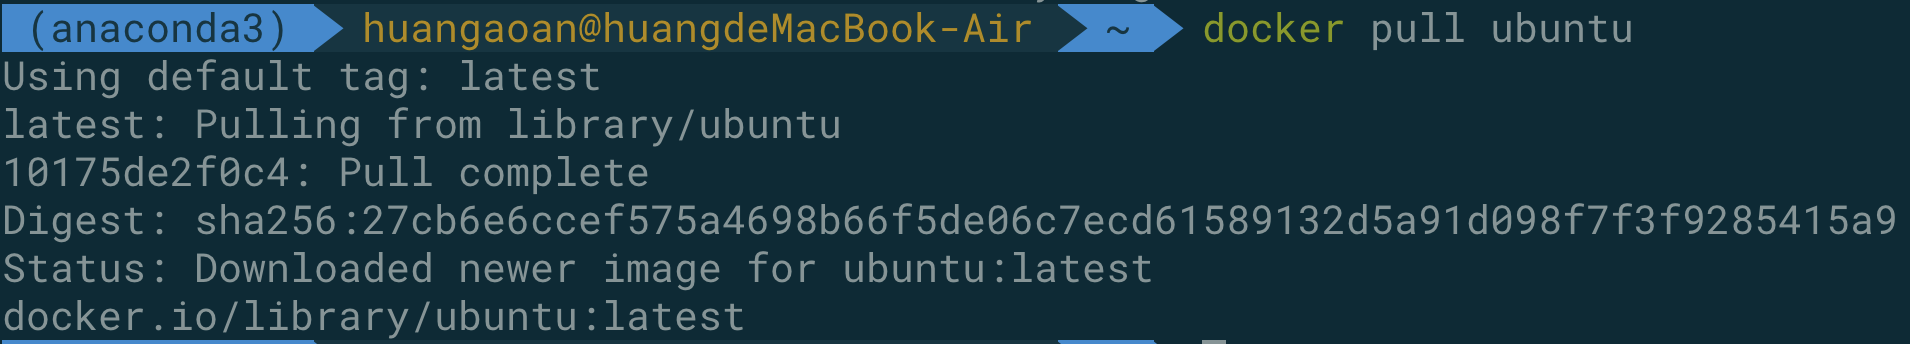 (anaconda3) huangaoan@huangdeMacBook-Air ~ docker pull ubuntu
Using default tag: latest
latest: Pulling from library/ubuntu
10175de2f0c4: Pull complete
Digest: sha256:27cb6e6ccef575a4698b66f5de06c7ecd61589132d5a91d098f7f3f9285415a9
Status: Downloaded newer image for ubuntu:latest
docker.io/library/ubuntu:latest